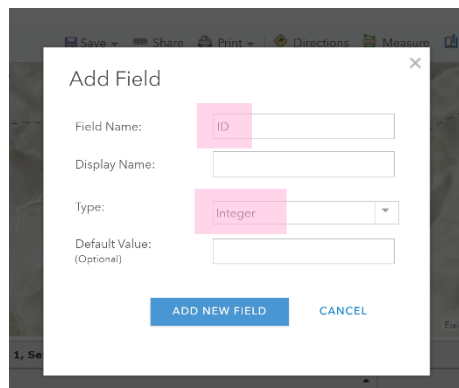 Save Share Print Directions Measure
×
Add Field
Field Name: ID
Display Name:
Type: Integer
Default Value:
(Optional)
ADD NEW FIELD CANCEL
Esri
1, Se